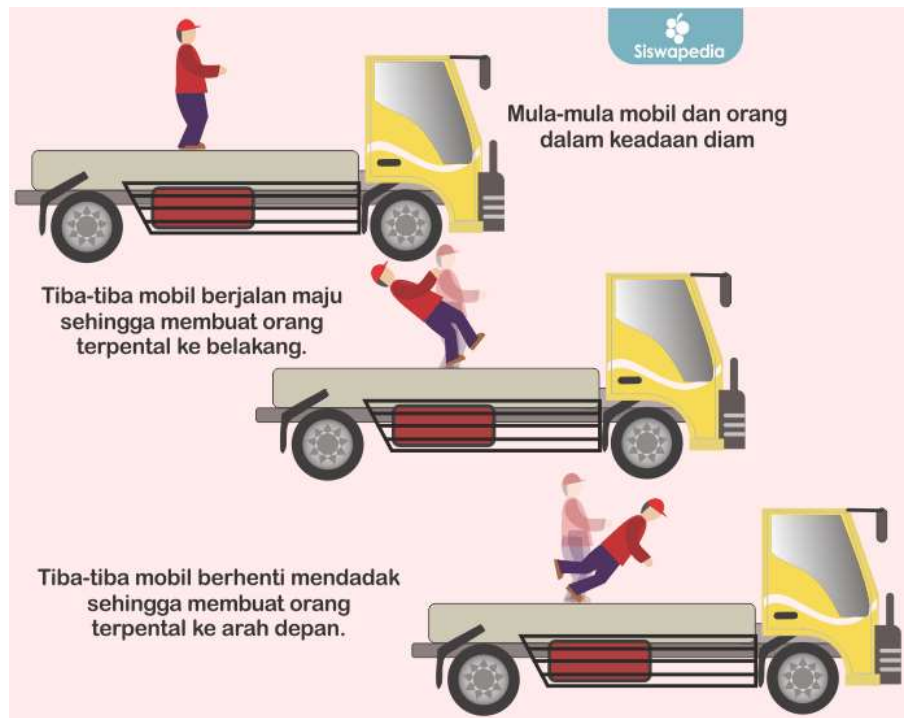 Siswapedia
Mula-mula mobil dan orang
dalam keadaan diam
Tiba-tiba mobil berjalan maju
sehingga membuat orang
terpental ke belakang.
Tiba-tiba mobil berhenti mendadak
sehingga membuat orang
terpental ke arah depan.